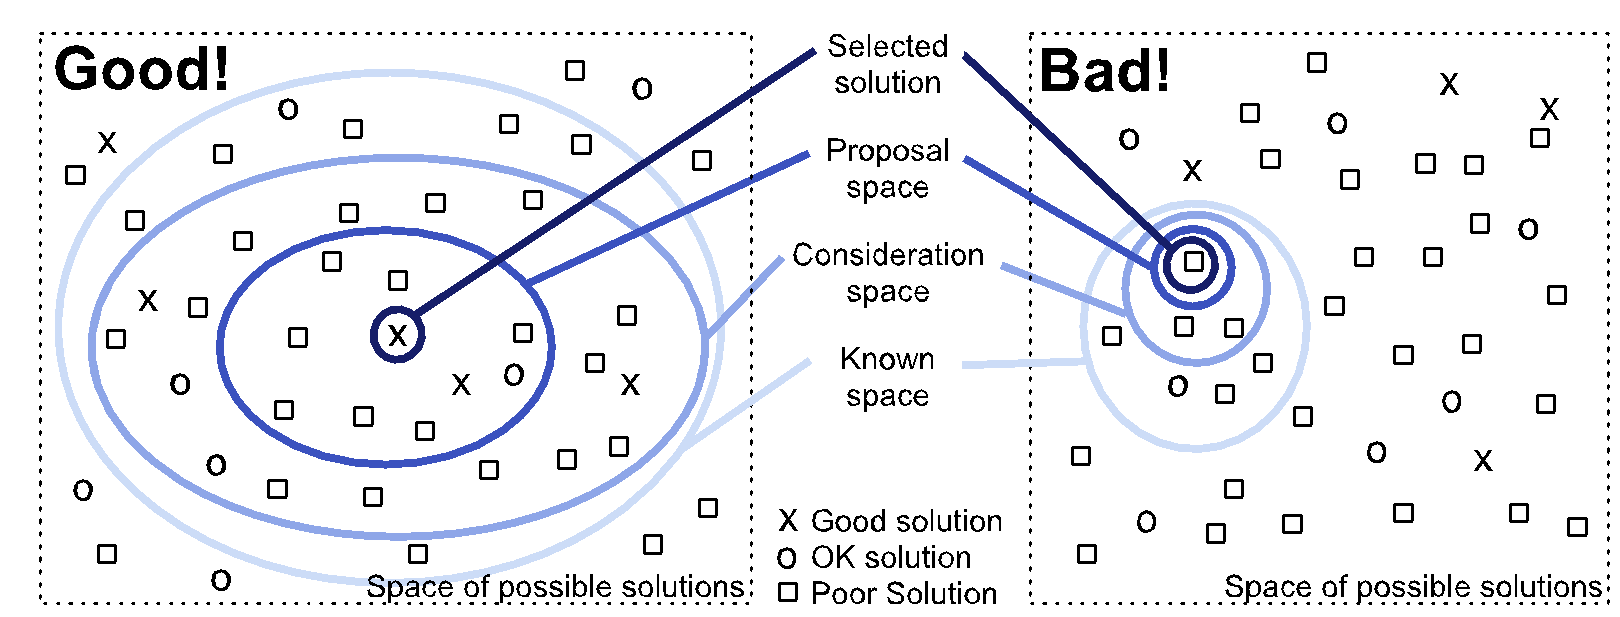 Good!
Selected
solution
Proposal
space
Consideration
space
Known
space
X Good solution
O OK solution
□ Poor Solution
Space of possible solutions
Bad!
Space of possible solutions